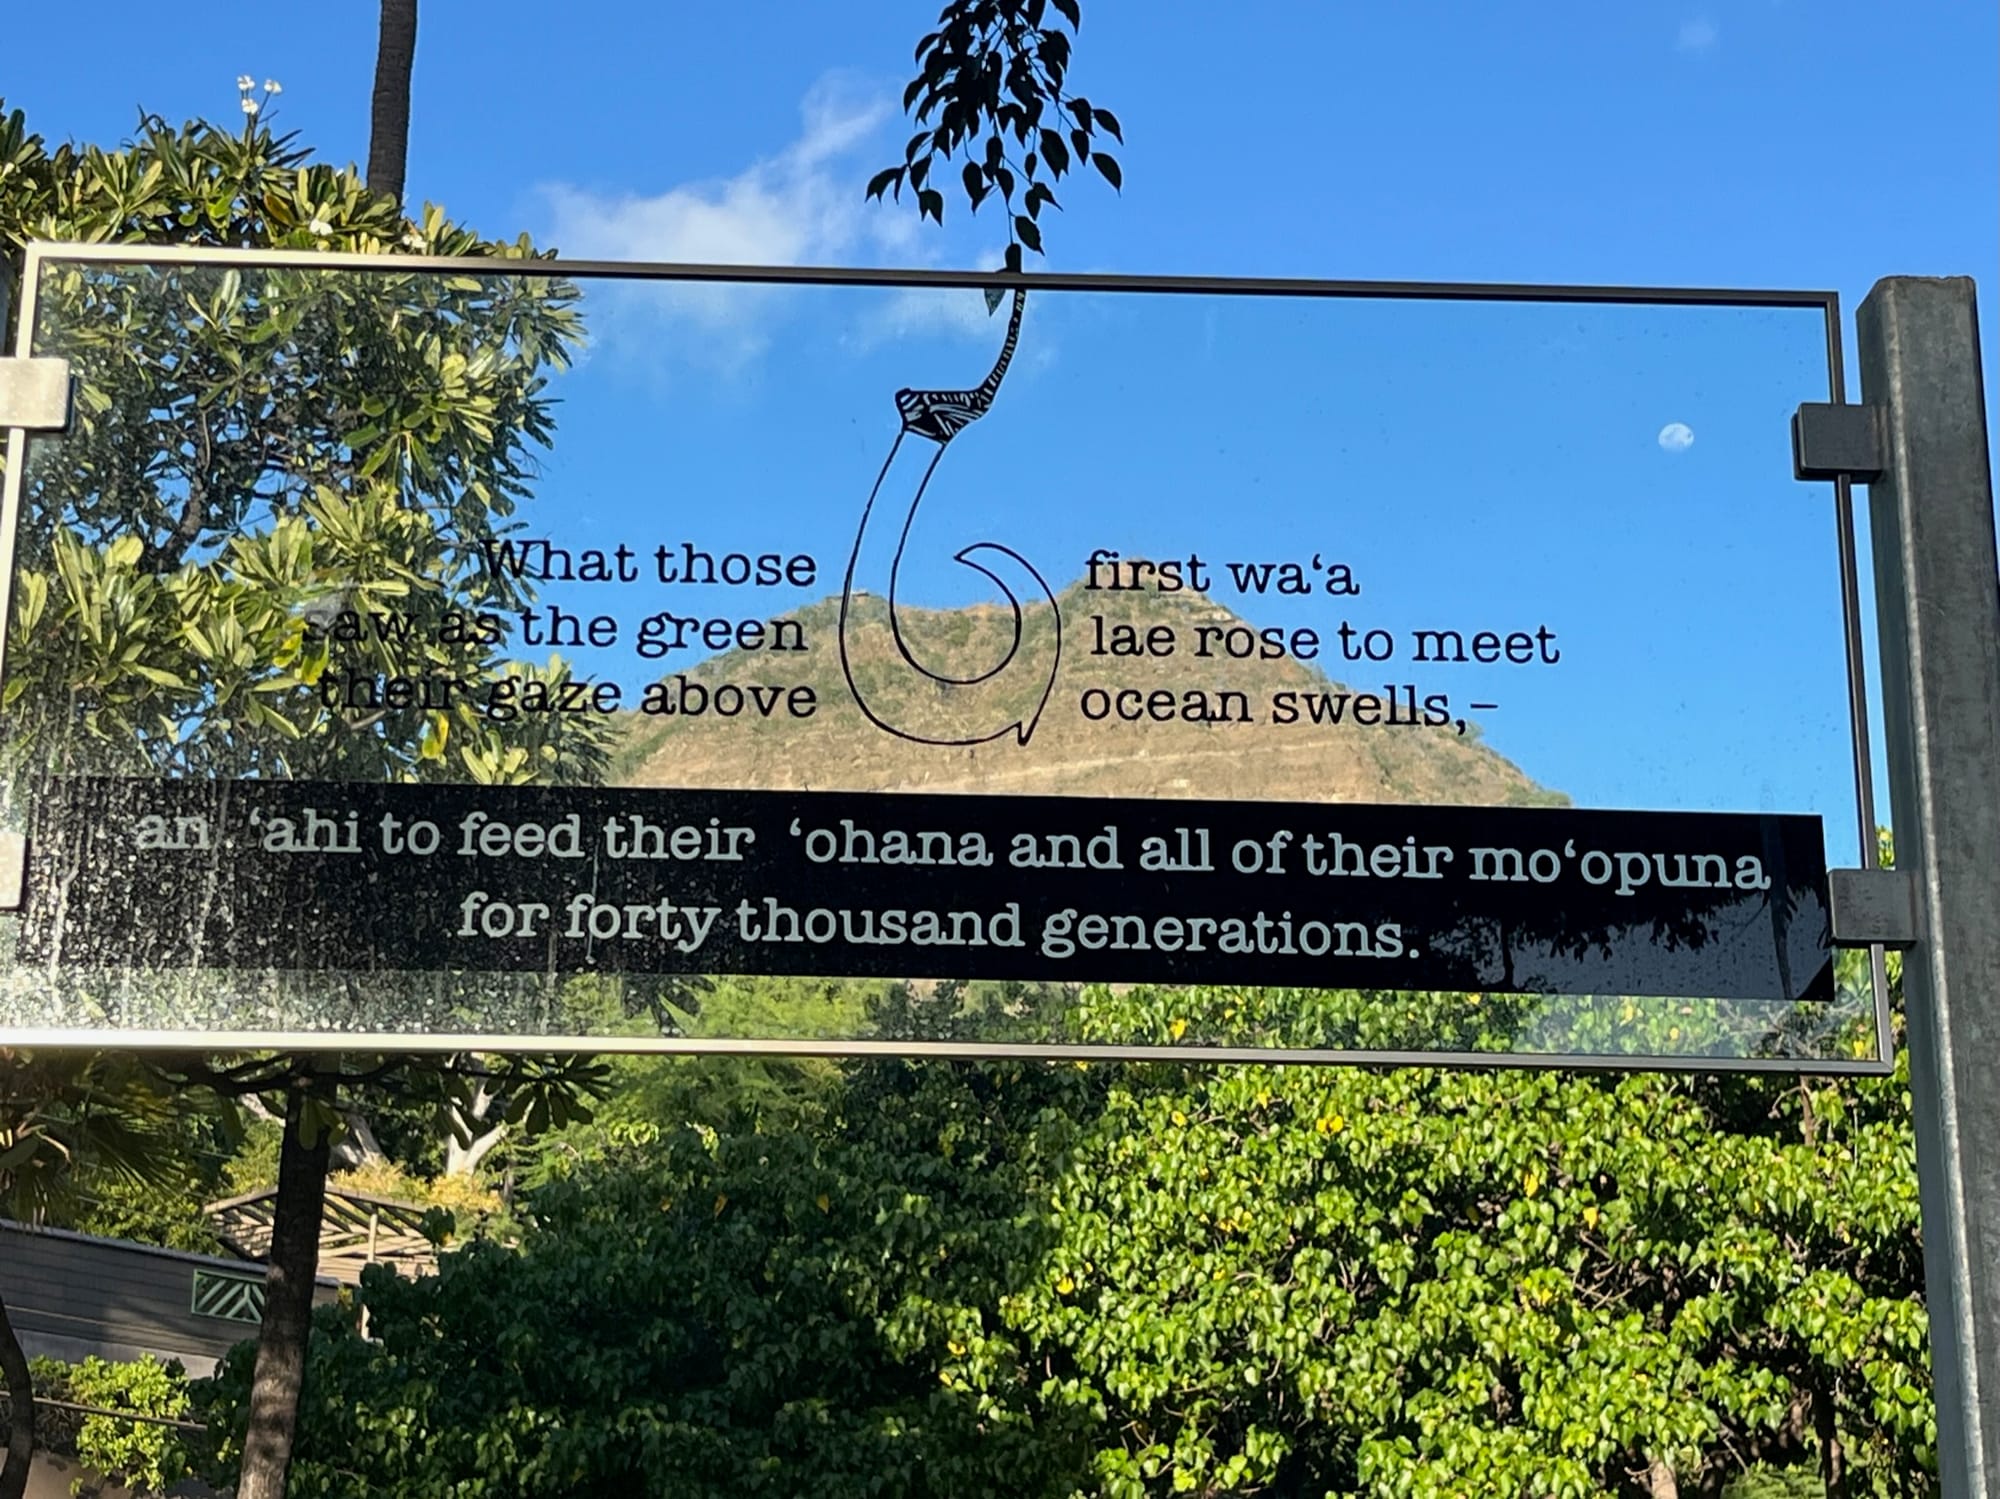 What those first wa‘a
saw as the green lae rose to meet
their gaze above ocean swells,–
an ‘ahi to feed their ‘ohana and all of their mo‘opuna
for forty thousand generations.